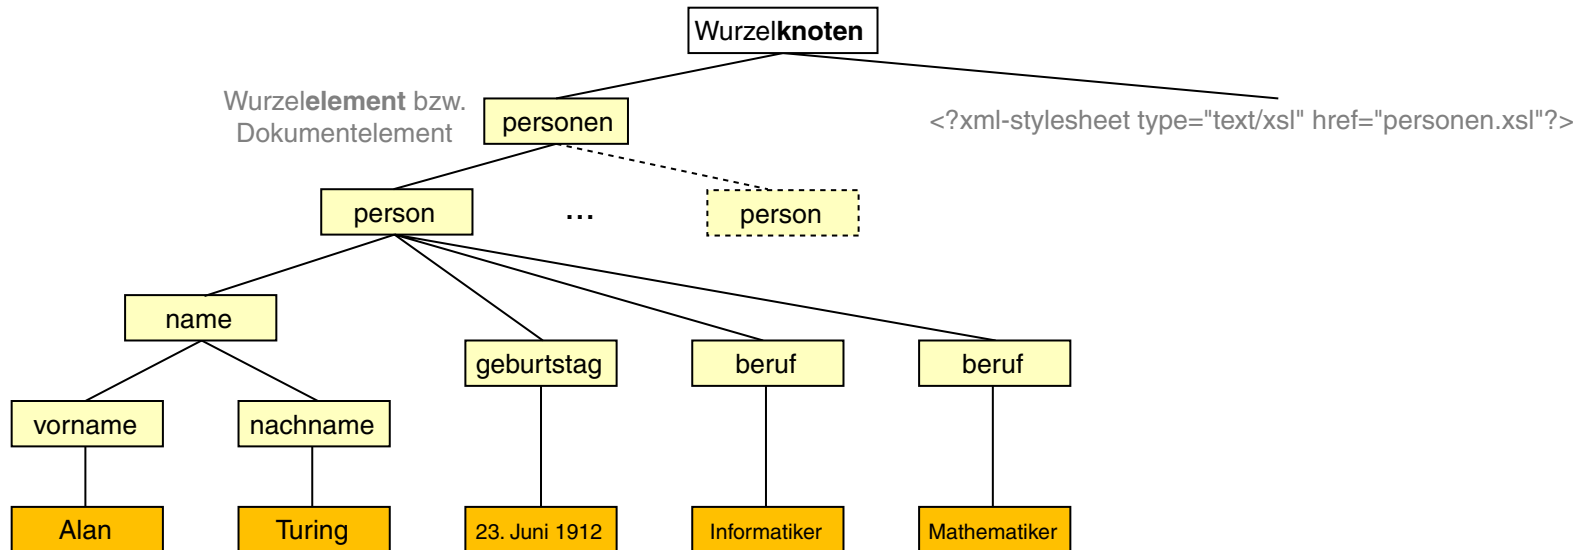 Wurzelknoten
Wurzelelement bzw.
Dokumentelement
personen
<?xml-stylesheet type="text/xsl" href="personen.xsl"?>
person
...
person
name
geburtstag
beruf
beruf
vorname
nachname
Alan
Turing
23. Juni 1912
Informatiker
Mathematiker